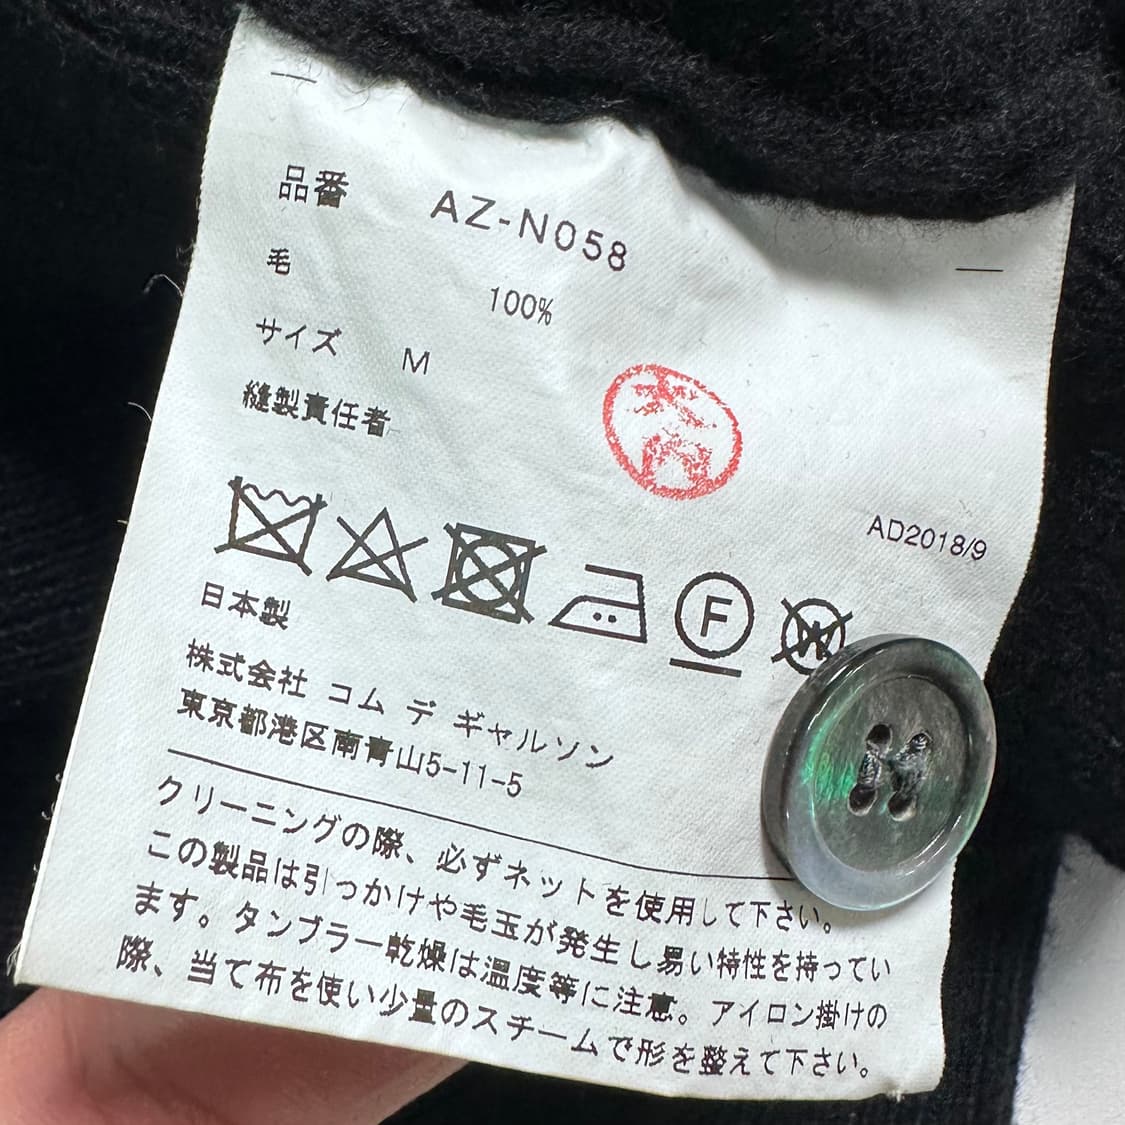 品番 AZ-N058
毛 100%
サイズ M
縫製責任者
AD2018/9
F
W
日本製
株式会社 コム デ ギャルソン
東京都港区南青山5-11-5
クリーニングの際、必ずネットを使用して下さい。
この製品は引っかけや毛玉が発生し易い特性を持ってい
ます。タンブラー乾燥は温度等に注意。アイロン掛けの
際、当て布を使い少量のスチームで形を整えて下さい。